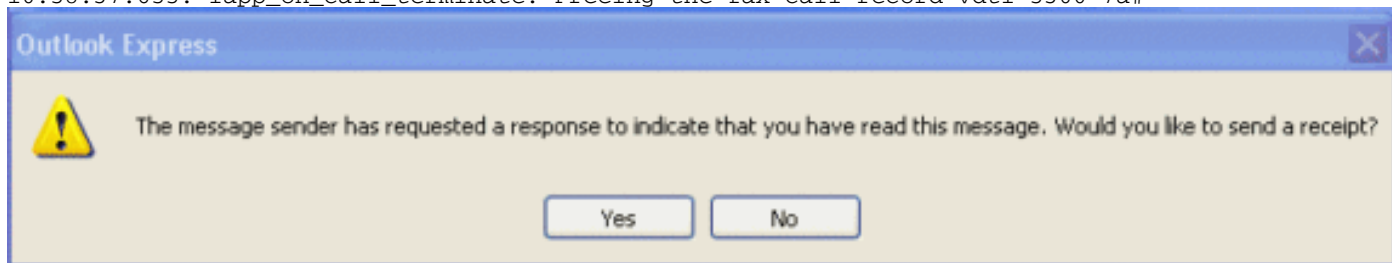 Outlook Express
The message sender has requested a response to indicate that you have read this message. Would you like to send a receipt?
Yes No